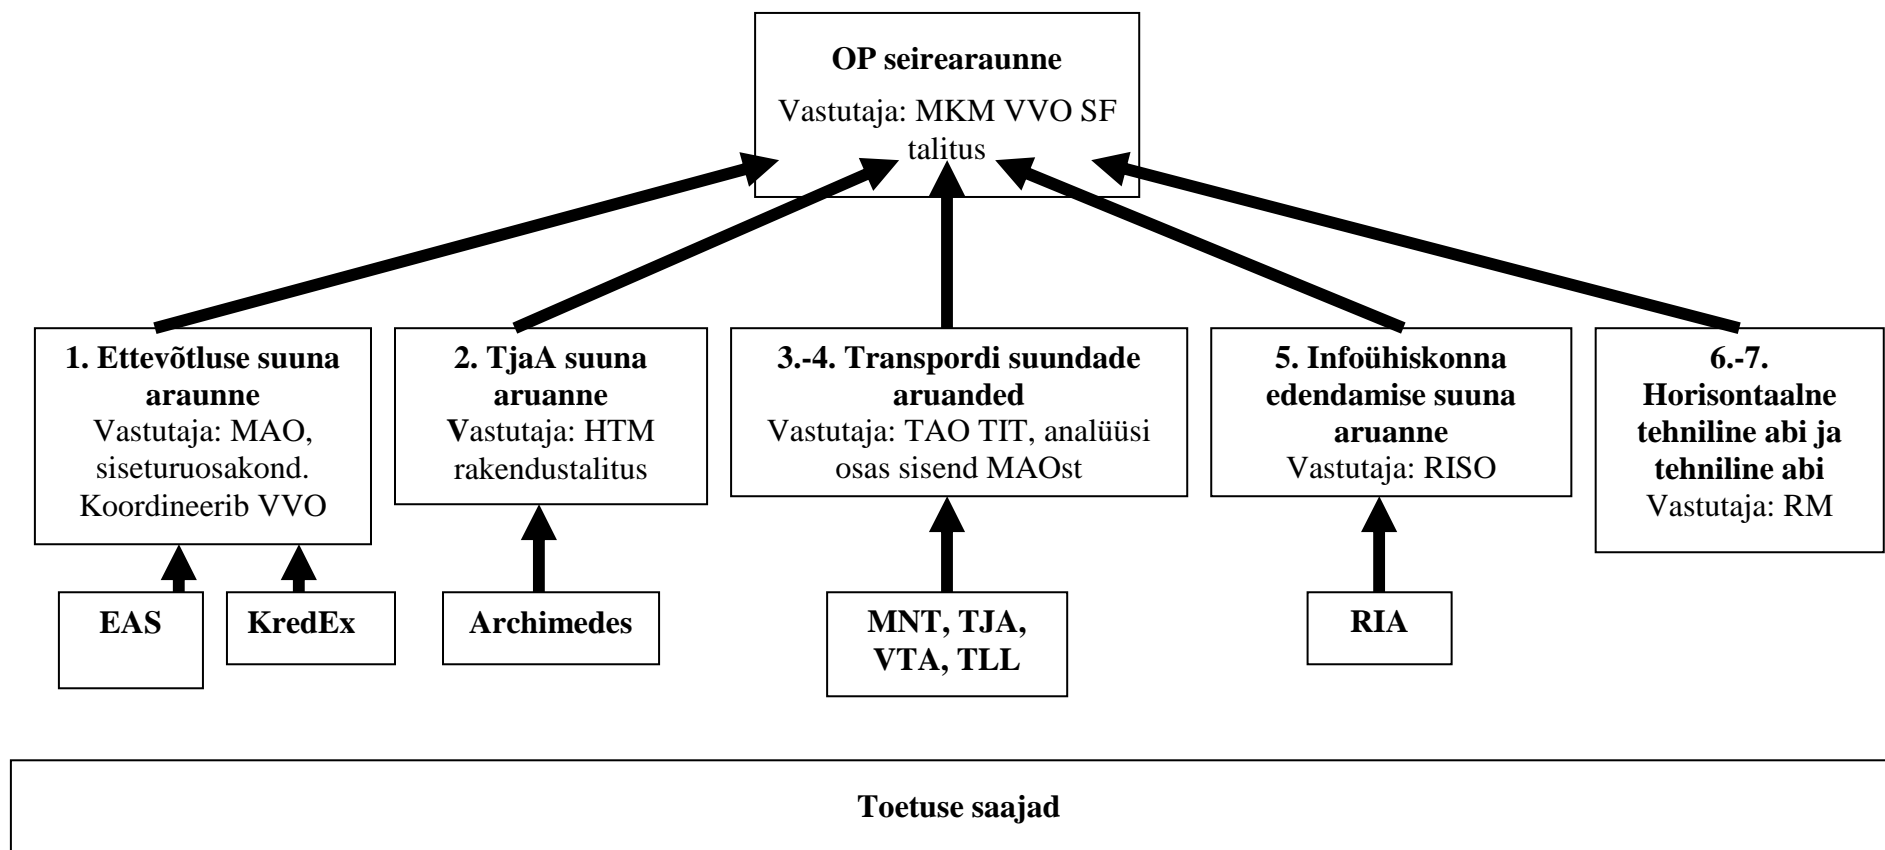 OP seirearaunne
Vastutaja: MKM VVO SF
talitus
1. Ettevõtluse suuna
araunne
Vastutaja: MAO,
siseturuosakond.
Koordineerib VVO
2. TjaA suuna
aruanne
Vastutaja: HTM
rakendustalitus
3.-4. Transpordi suundade
aruanded
Vastutaja: TAO TIT, analüüsi
osas sisend MAOst
5. Infoühiskonna
edendamise suuna
aruanne
Vastutaja: RISO
6.-7.
Horisontaalne
tehniline abi ja
tehniline abi
Vastutaja: RM
EAS
KredEx
Archimedes
MNT, TJA,
VTA, TLL
RIA
Toetuse saajad